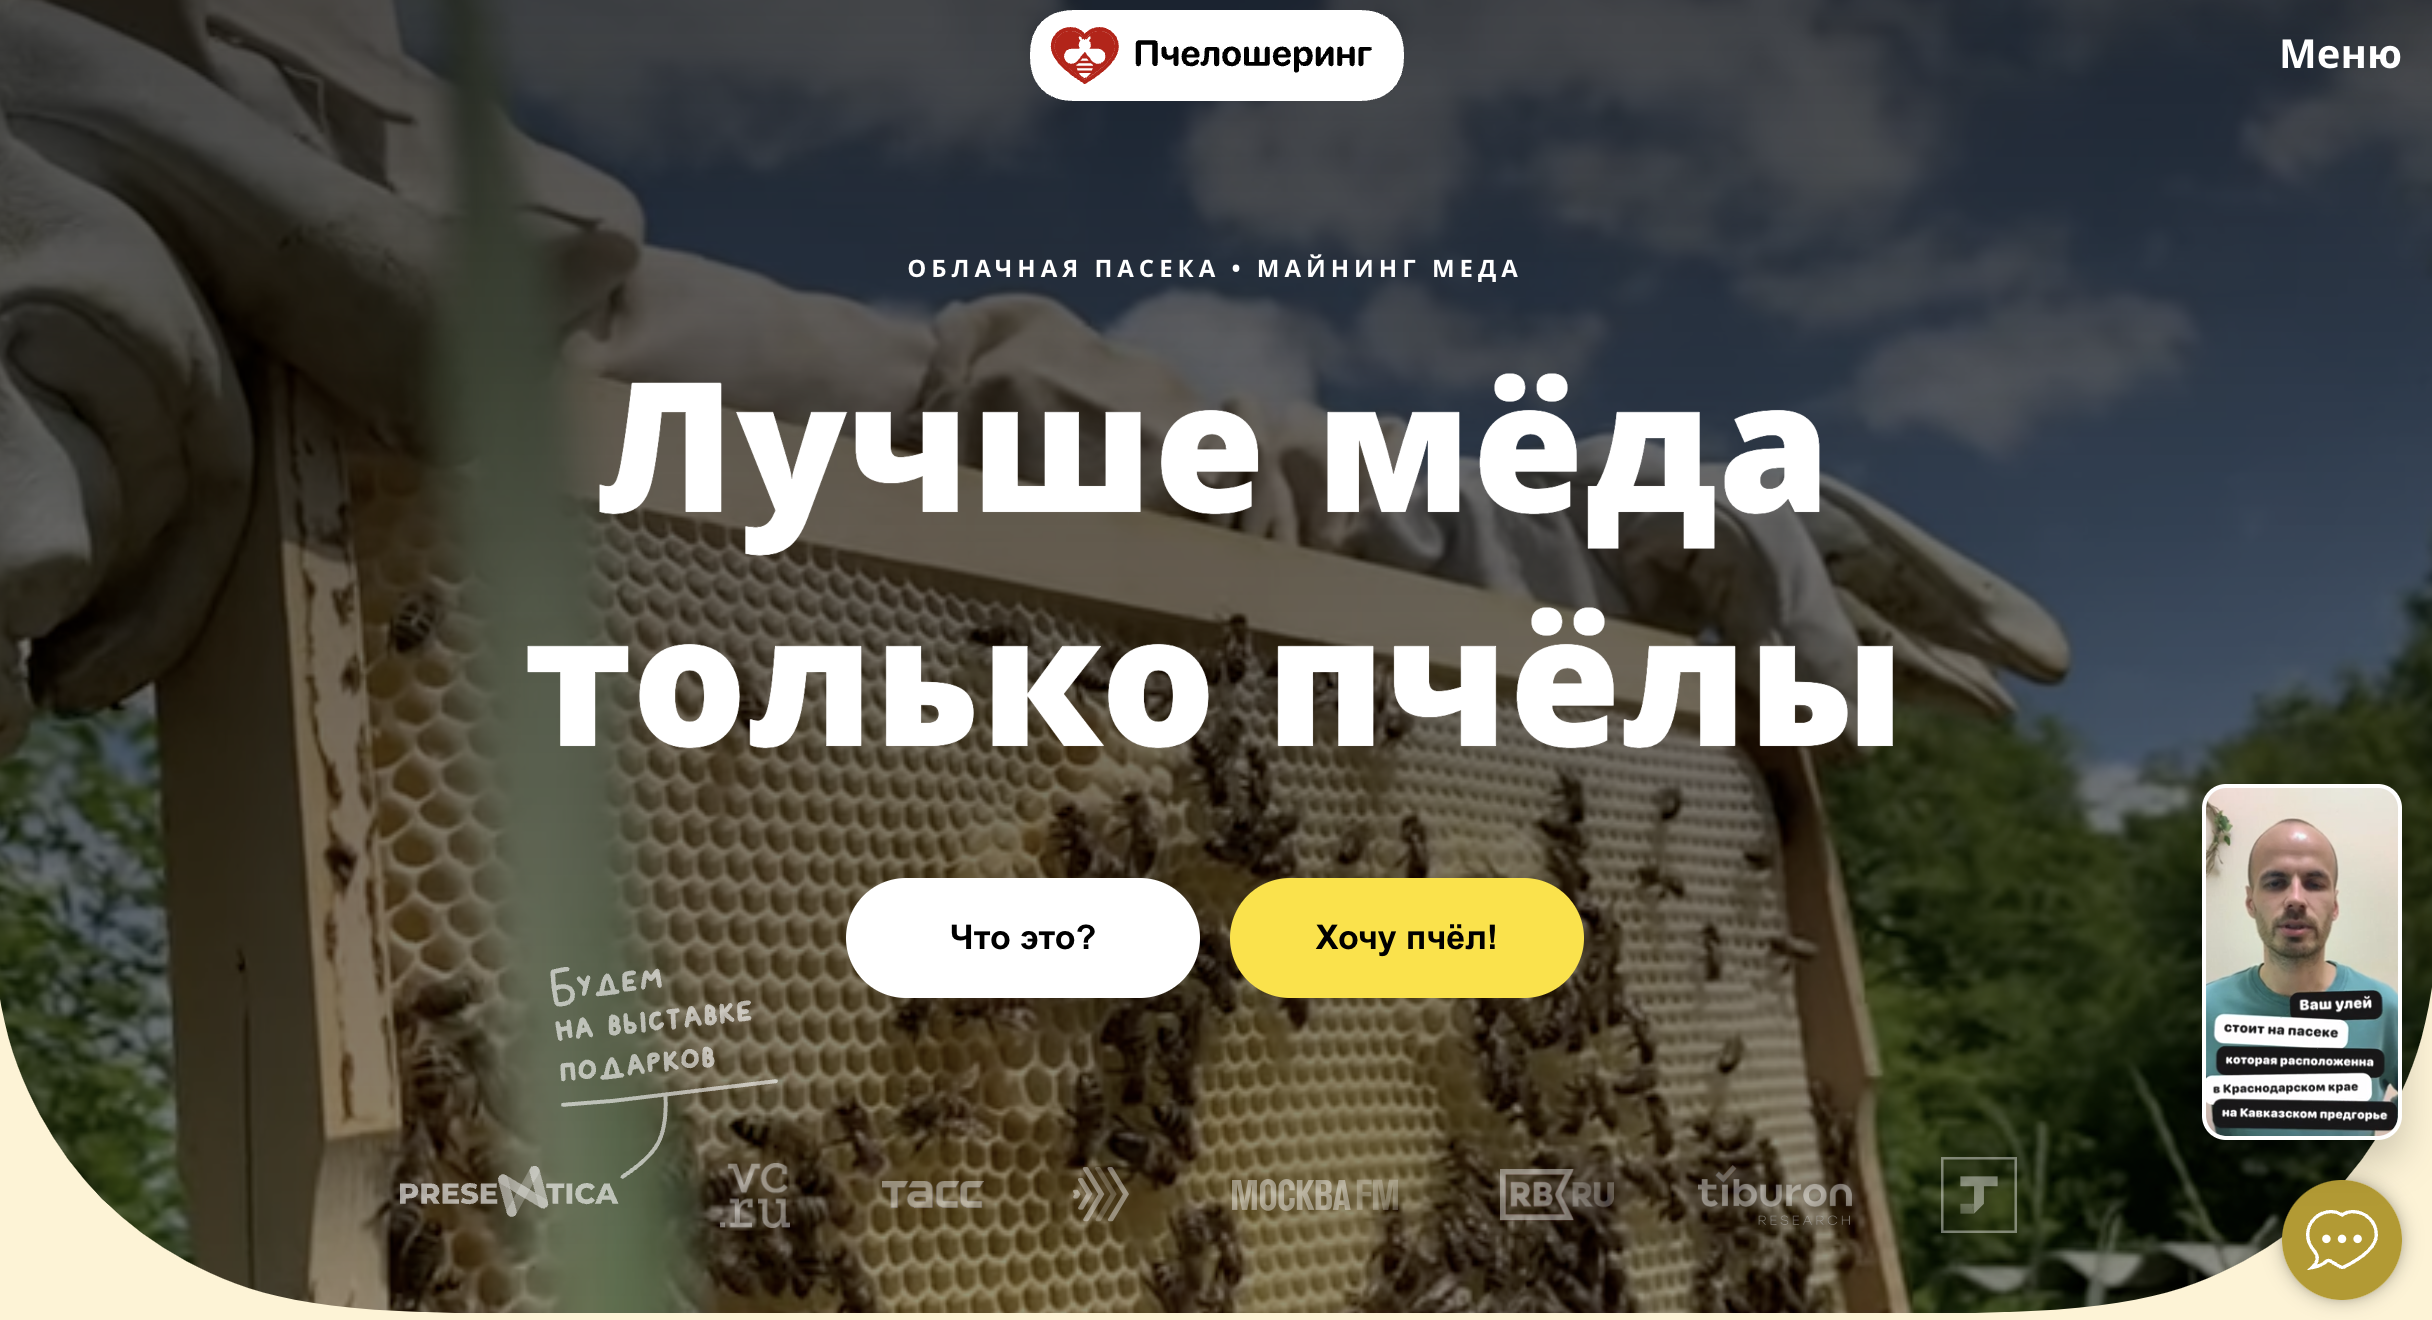 Пчелошеринг
Меню
ОБЛАЧНАЯ ПАСЕКА • МАЙНИНГ МЕДА
Лучше мёда
только пчёлы
Что это?
Хочу пчёл!
Будем
на выставке
подарков
Ваш улей
стоит на пасеке
которая расположенна
в Краснодарском крае
на Кавказском предгорье
PRESENTICA
vc
.ru
ТАСС
МОСКВА FM
RB RU
tiburon
RESEARCH